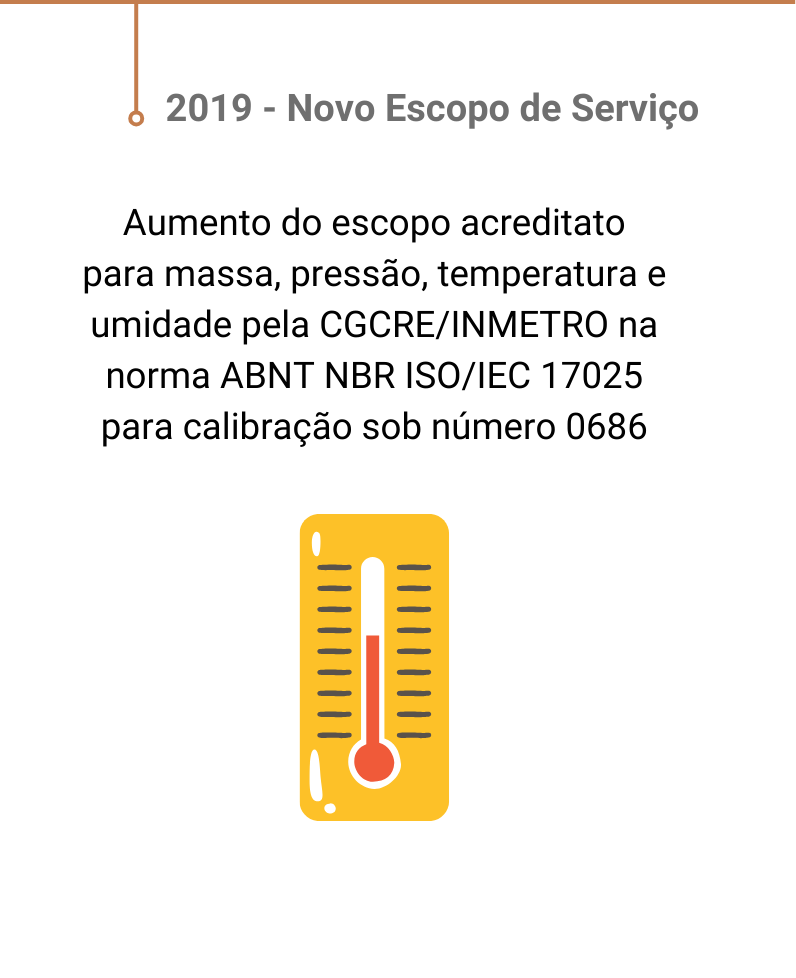 2019 - Novo Escopo de Serviço
Aumento do escopo acreditato
para massa, pressão, temperatura e
umidade pela CGCRE/INMETRO na
norma ABNT NBR ISO/IEC 17025
para calibração sob número 0686